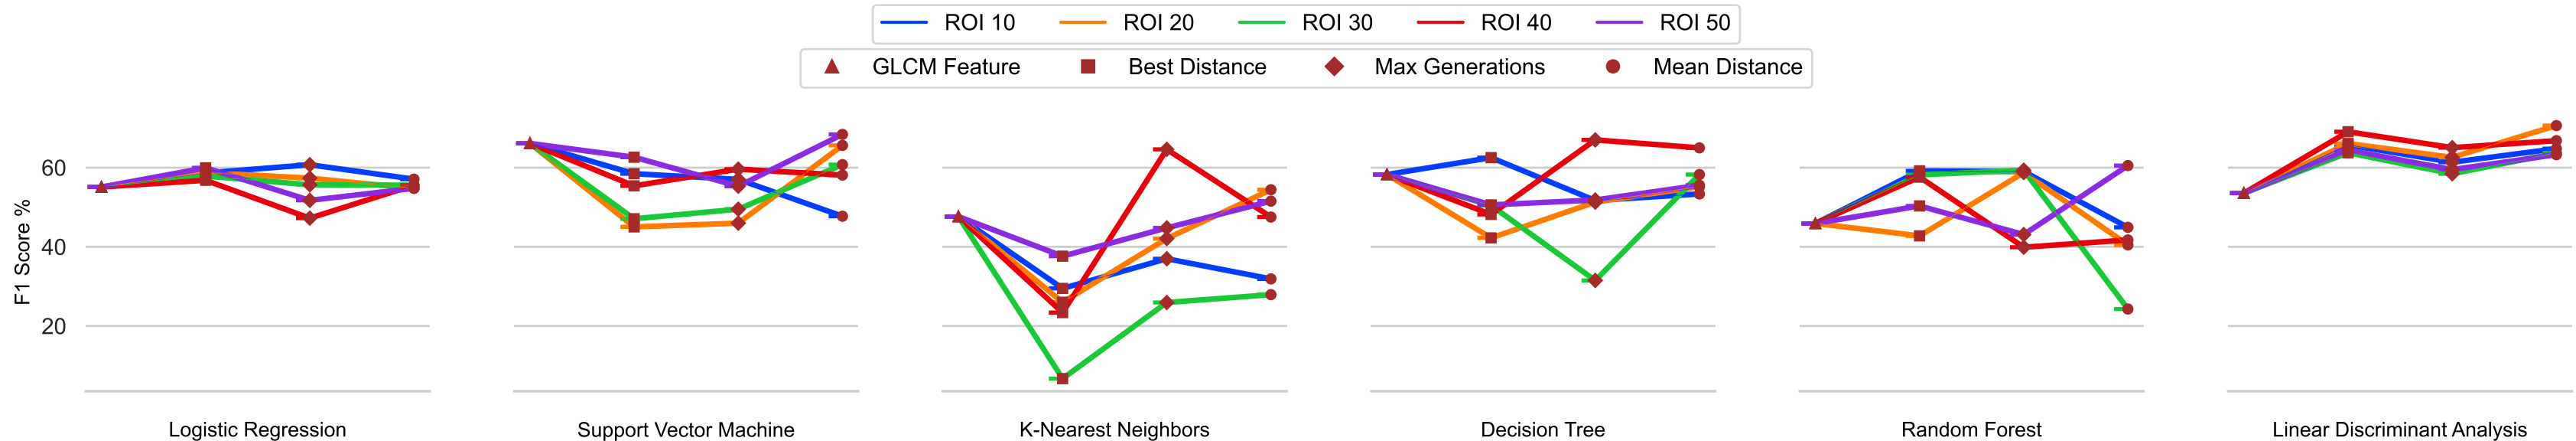 ROI 10 ROI 20 ROI 30 ROI 40 ROI 50
GLCM Feature Best Distance Max Generations Mean Distance
F1 Score %
60
40
20
Logistic Regression Support Vector Machine K-Nearest Neighbors Decision Tree Random Forest Linear Discriminant Analysis